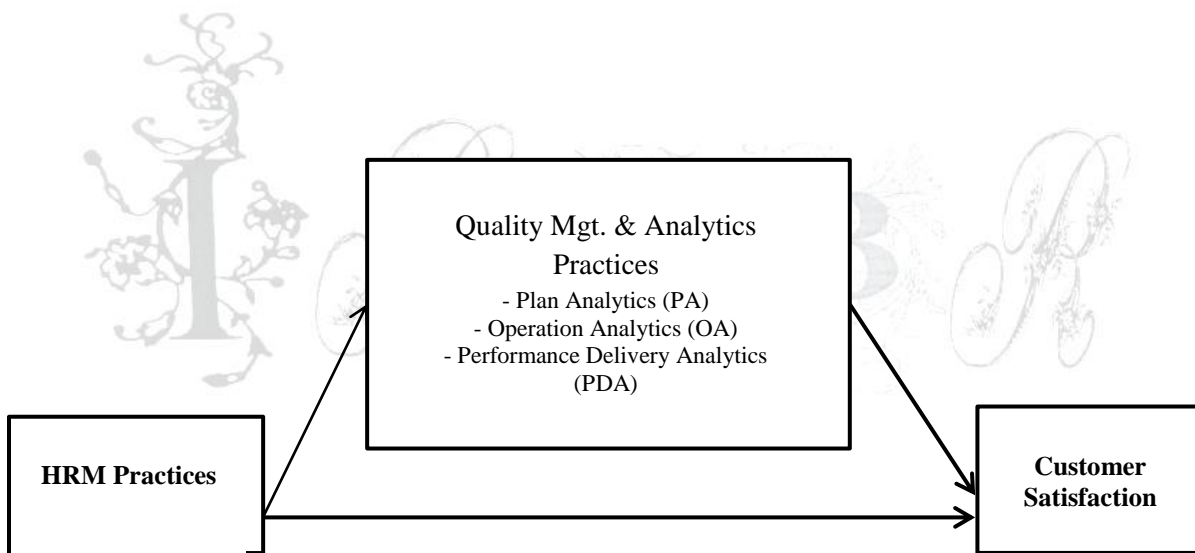 Quality Mgt. & Analytics
Practices
- Plan Analytics (PA)
- Operation Analytics (OA)
- Performance Delivery Analytics
(PDA)
HRM Practices
Customer
Satisfaction